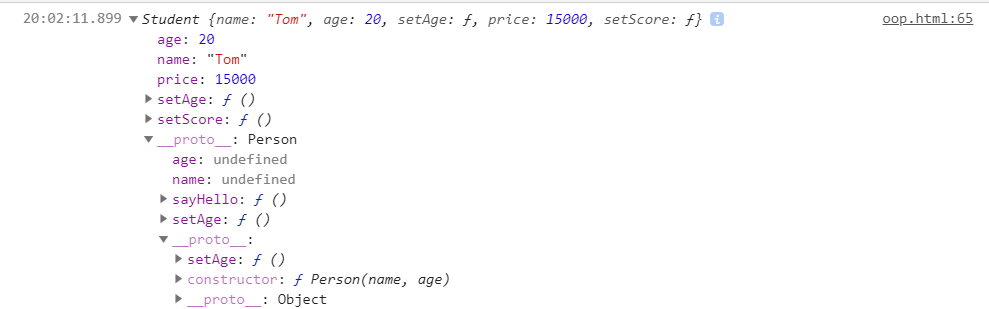 20:02:11.899 ▼Student {name: "Tom", age: 20, setAge: ƒ, price: 15000, setScore: ƒ} i oop.html:65
age: 20
name: "Tom"
price: 15000
▶setAge: ƒ ()
▶setScore: ƒ ()
▼__proto__: Person
age: undefined
name: undefined
▶sayHello: ƒ ()
▶setAge: ƒ ()
▼__proto__:
▶setAge: ƒ ()
▶constructor: ƒ Person(name, age)
▶__proto__: Object